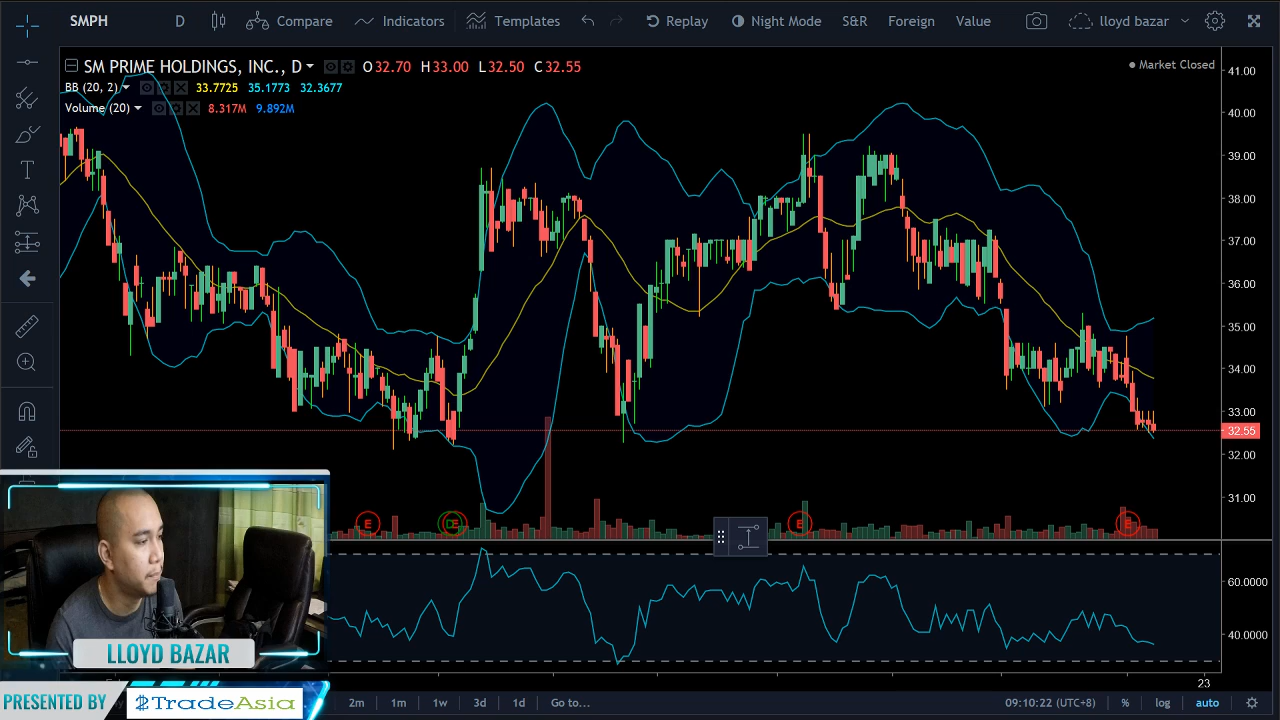 SMPH D Compare Indicators Templates Replay Night Mode S&R Foreign Value lloyd bazar
SM PRIME HOLDINGS, INC., D O32.70 H33.00 L32.50 C32.55
Market Closed
BB (20, 2) 33.7725 35.1773 32.3677
Volume (20) 8.317M 9.892M
41.00
40.00
39.00
38.00
37.00
36.00
35.00
34.00
33.00
32.55
32.00
31.00
E
E
E
E
60.0000
40.0000
LLOYD BAZAR
23
PRESENTED BY TradeAsia
2m 1m 1w 3d 1d Go to... 09:10:22 (UTC+8) % log auto